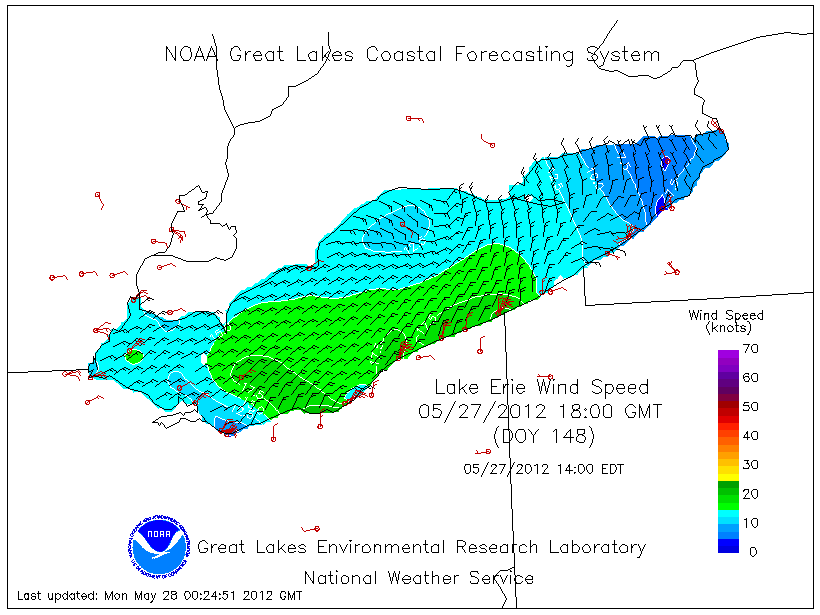 NOAA Great Lakes Coastal Forecasting System
Wind Speed
(knots)
70
60
50
40
30
20
10
0
Lake Erie Wind Speed
05/27/2012 18:00 GMT
(DOY 148)
05/27/2012 14:00 EDT
NOAA
Great Lakes Environmental Research Laboratory
National Weather Service
Last updated: Mon May 28 00:24:51 2012 GMT